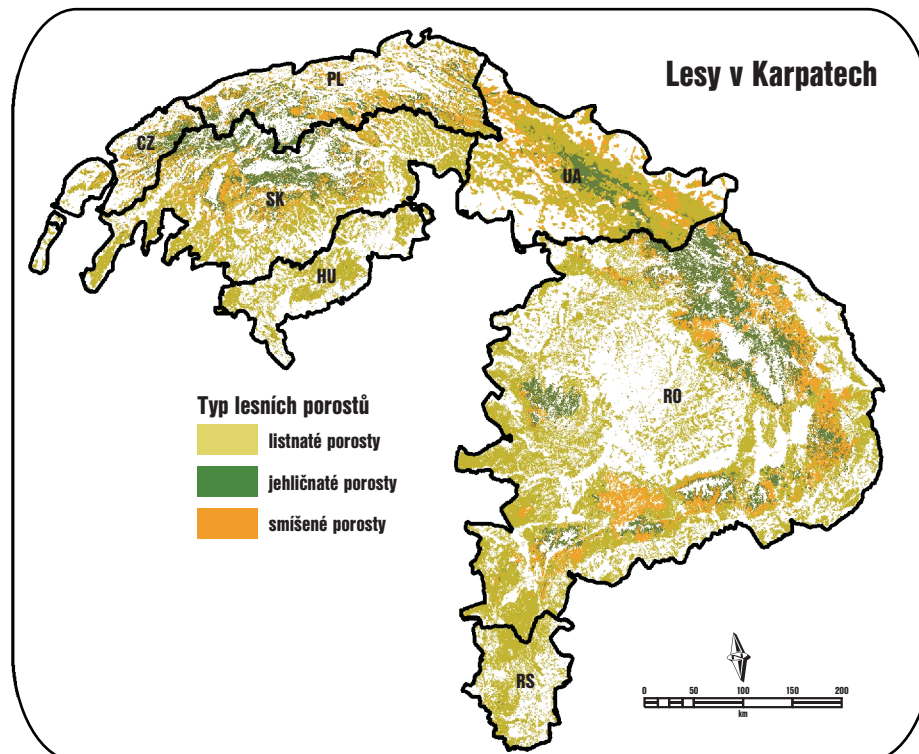 Lesy v Karpatech
PL
CZ
UA
SK
HU
RO
RS
Typ lesních porostů
listnaté porosty
jehličnaté porosty
smíšené porosty
0 50 100 150 200
km